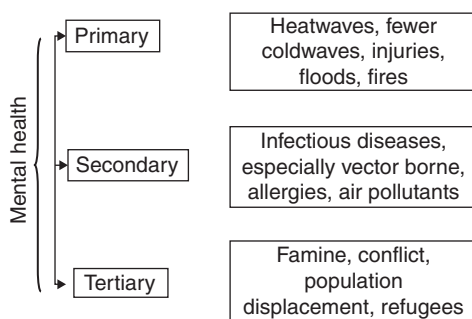 Mental health
Primary
Heatwaves, fewer
coldwaves, injuries,
floods, fires
Secondary
Infectious diseases,
especially vector borne,
allergies, air pollutants
Tertiary
Famine, conflict,
population
displacement, refugees